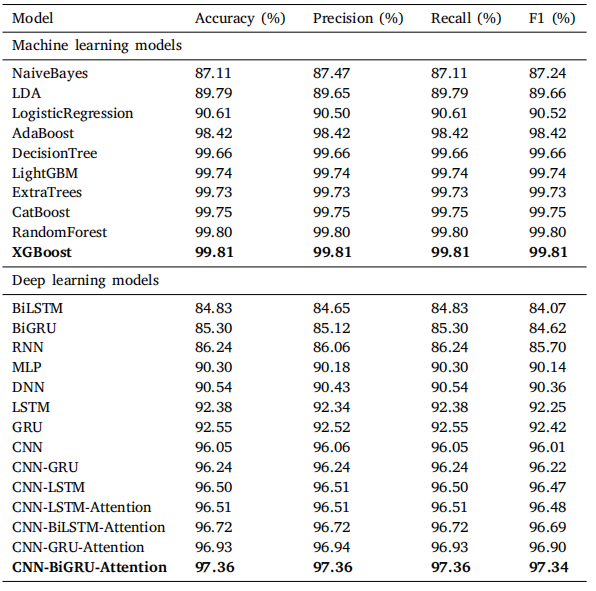 Model Accuracy (%) Precision (%) Recall (%) F1 (%)
Machine learning models
NaiveBayes 87.11 87.47 87.11 87.24
LDA 89.79 89.65 89.79 89.66
LogisticRegression 90.61 90.50 90.61 90.52
AdaBoost 98.42 98.42 98.42 98.42
DecisionTree 99.66 99.66 99.66 99.66
LightGBM 99.74 99.74 99.74 99.74
ExtraTrees 99.73 99.73 99.73 99.73
CatBoost 99.75 99.75 99.75 99.75
RandomForest 99.80 99.80 99.80 99.80
XGBoost 99.81 99.81 99.81 99.81
Deep learning models
BiLSTM 84.83 84.65 84.83 84.07
BiGRU 85.30 85.12 85.30 84.62
RNN 86.24 86.06 86.24 85.70
MLP 90.30 90.18 90.30 90.14
DNN 90.54 90.43 90.54 90.36
LSTM 92.38 92.34 92.38 92.25
GRU 92.55 92.52 92.55 92.42
CNN 96.05 96.06 96.05 96.01
CNN-GRU 96.24 96.24 96.24 96.22
CNN-LSTM 96.50 96.51 96.50 96.47
CNN-LSTM-Attention 96.51 96.51 96.51 96.48
CNN-BiLSTM-Attention 96.72 96.72 96.72 96.69
CNN-GRU-Attention 96.93 96.94 96.93 96.90
CNN-BiGRU-Attention 97.36 97.36 97.36 97.34